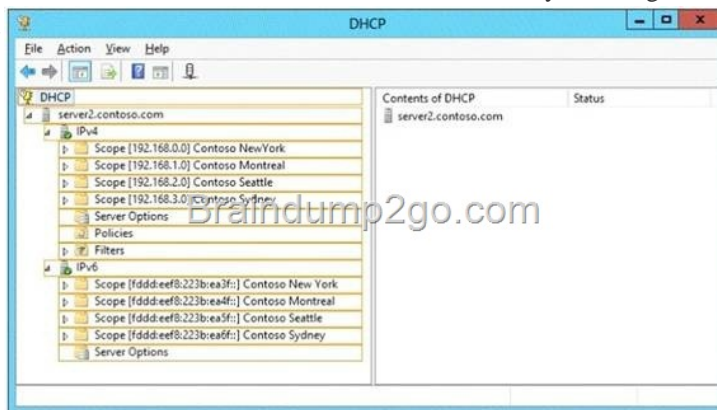 DHCP
File Action View Help
DHCP
server2.contoso.com
IPv4
Scope [192.168.0.0] Contoso NewYork
Scope [192.168.1.0] Contoso Montreal
Scope [192.168.2.0] Contoso Seattle
Scope [192.168.3.0] Contoso Sydney
Server Options
Policies
Filters
IPv6
Scope [fddd:eef8:223b:ea3f::] Contoso New York
Scope [fddd:eef8:223b:ea4f::] Contoso Montreal
Scope [fddd:eef8:223b:ea5f::] Contoso Seattle
Scope [fddd:eef8:223b:ea6f::] Contoso Sydney
Server Options
Contents of DHCP Status
server2.contoso.com
Braindump2go.com